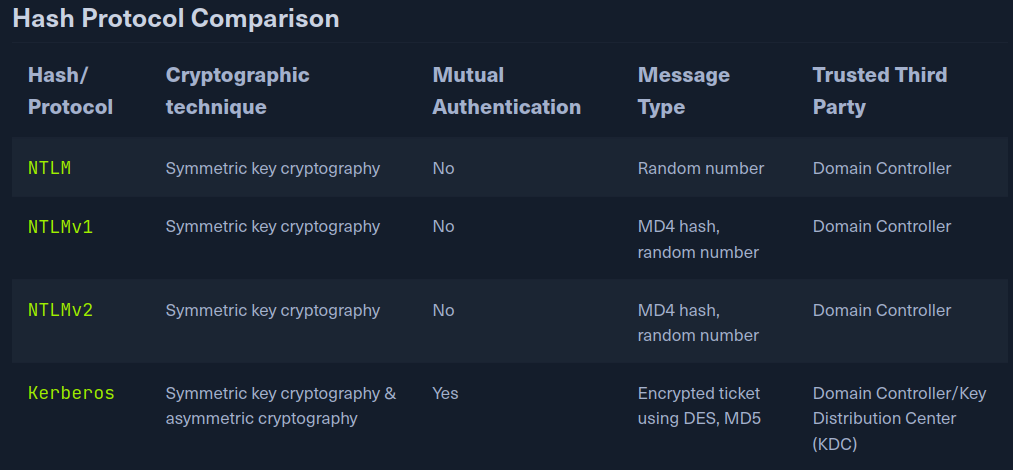 Hash Protocol Comparison
Hash/ Cryptographic Mutual Message Trusted Third
Protocol technique Authentication Type Party
NTLM Symmetric key cryptography No Random number Domain Controller
NTLMv1 Symmetric key cryptography No MD4 hash, Domain Controller
random number
NTLMv2 Symmetric key cryptography No MD4 hash, Domain Controller
random number
Kerberos Symmetric key cryptography & Yes Encrypted ticket Domain Controller/Key
asymmetric cryptography using DES, MD5 Distribution Center
(KDC)